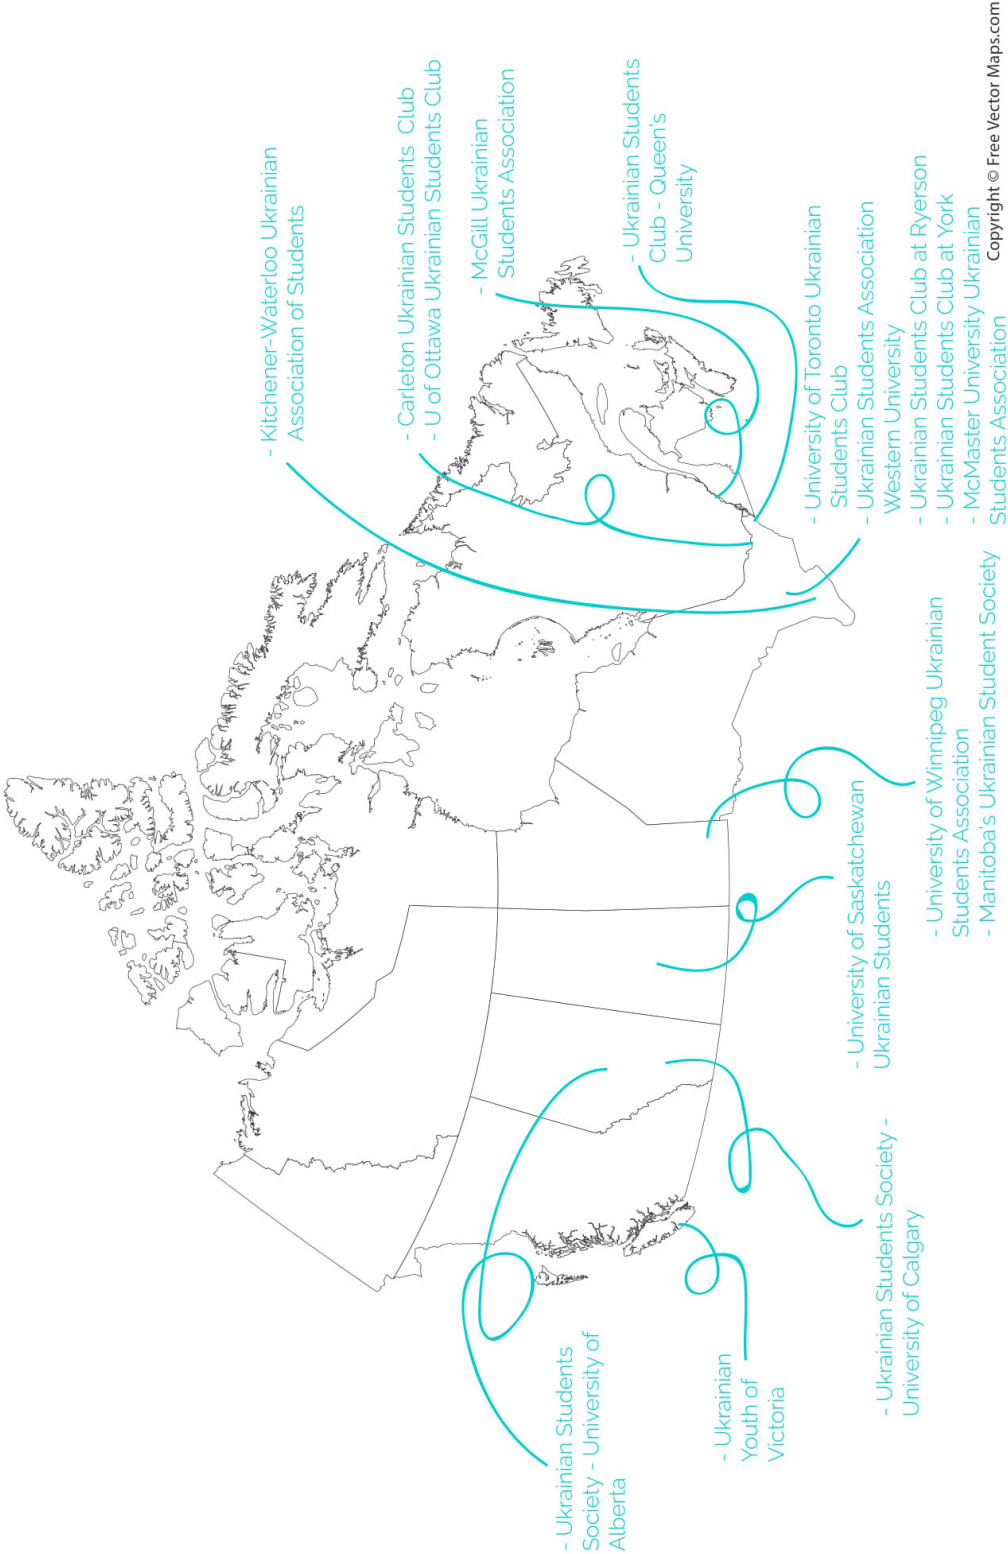 - Kitchener-Waterloo Ukrainian
Association of Students
- Carleton Ukrainian Students Club
- U of Ottawa Ukrainian Students Club
- McGill Ukrainian
Students Association
- Ukrainian Students
Club - Queen's
University
- University of Toronto Ukrainian
Students Club
- Ukrainian Students Association
Western University
- Ukrainian Students Club at Ryerson
- Ukrainian Students Club at York
- McMaster University Ukrainian
Students Association
- University of Winnipeg Ukrainian
Students Association
- Manitoba's Ukrainian Student Society
- University of Saskatchewan
Ukrainian Students
- Ukrainian Students Society -
University of Calgary
- Ukrainian
Youth of
Victoria
- Ukrainian Students
Society - University of
Alberta
Copyright © Free Vector Maps.com